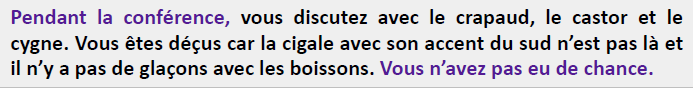 Pendant la conférence, vous discutez avec le crapaud, le castor et le
cygne. Vous êtes déçus car la cigale avec son accent du sud n’est pas là et
il n’y a pas de glaçons avec les boissons. Vous n’avez pas eu de chance.